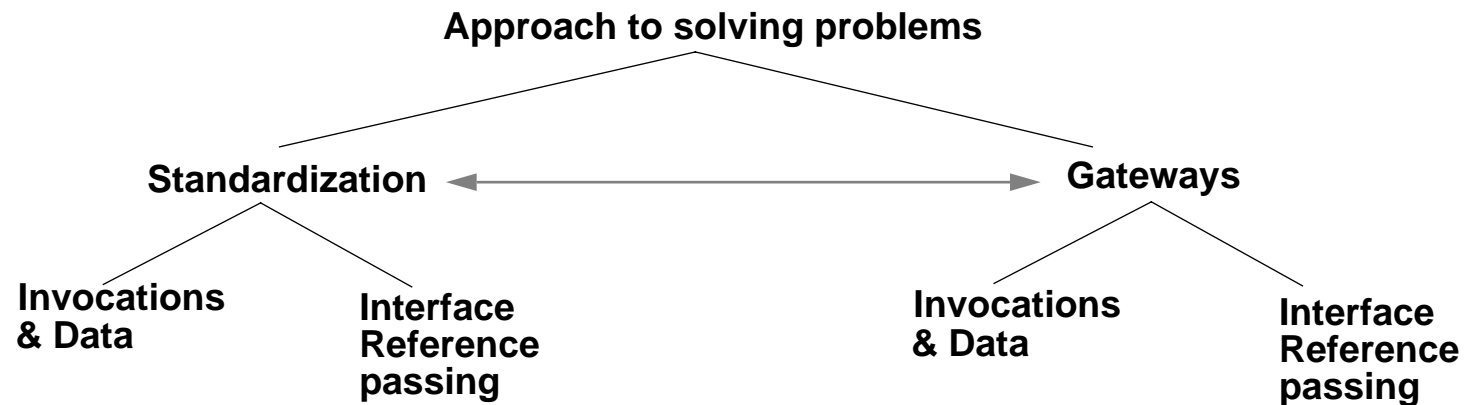 Approach to solving problems
Standardization
Gateways
Invocations
& Data
Interface
Reference
passing
Invocations
& Data
Interface
Reference
passing